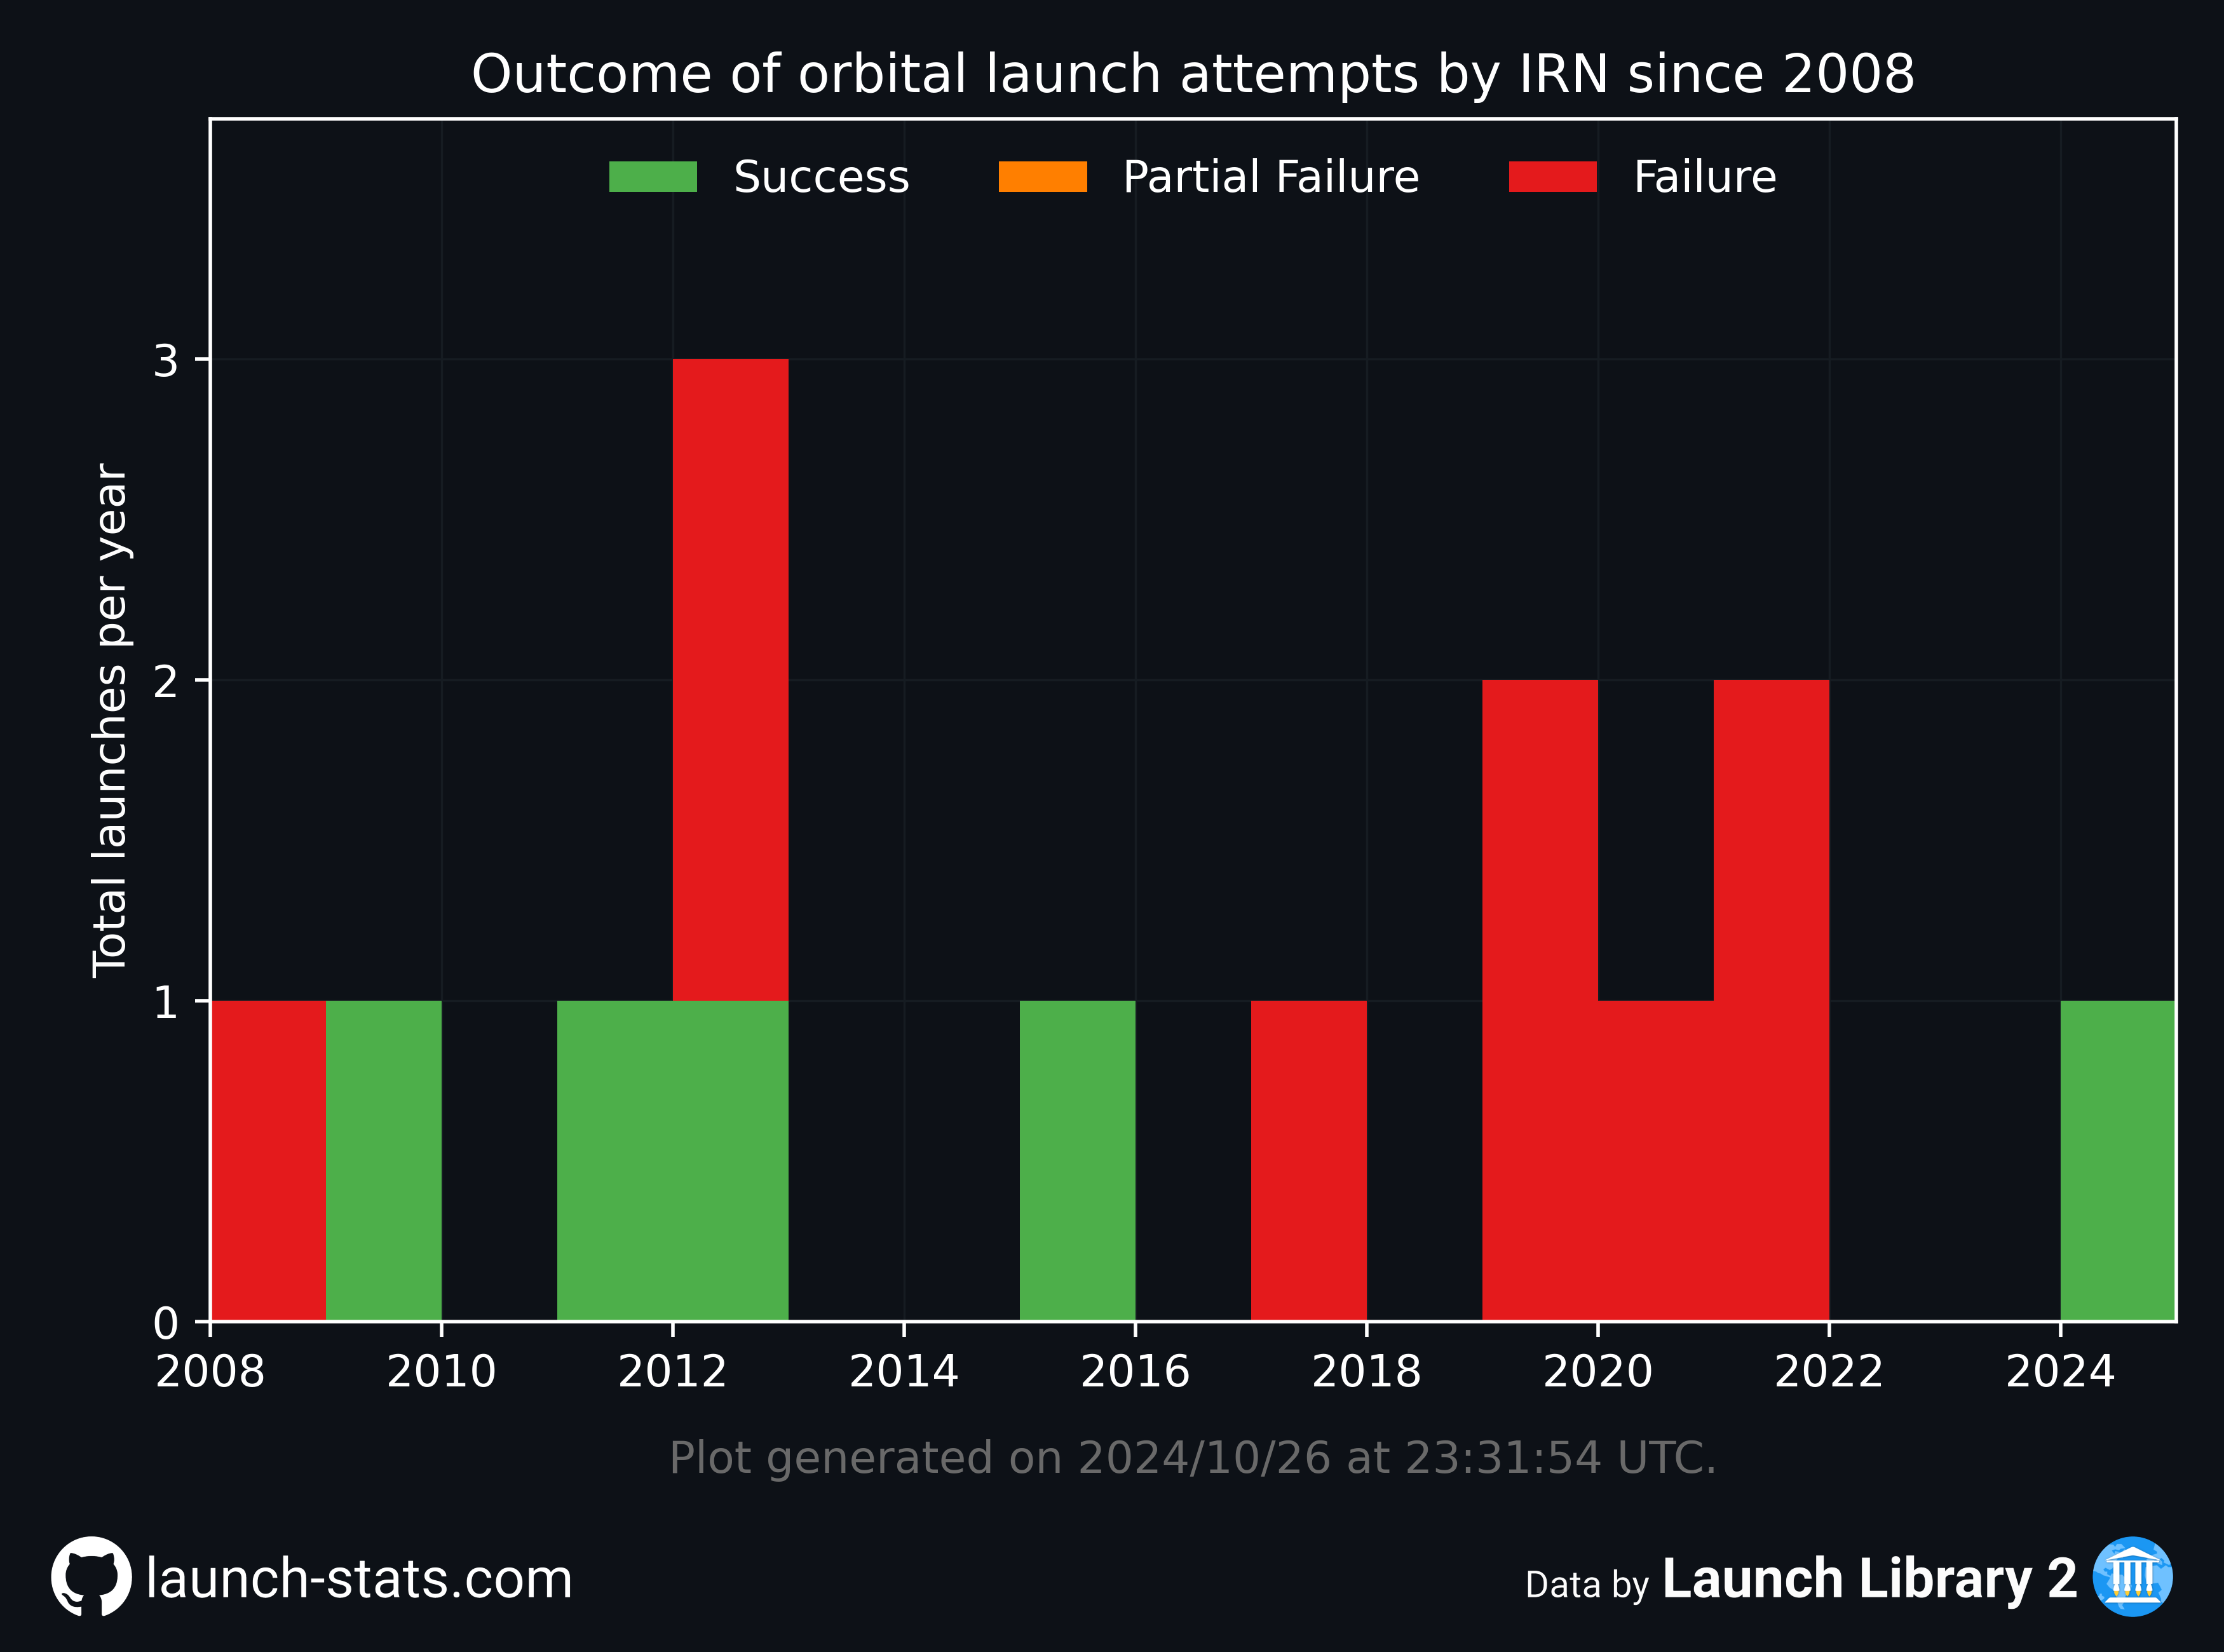 Outcome of orbital launch attempts by IRN since 2008
Success Partial Failure Failure
Total launches per year
3
2
1
0
2008 2010 2012 2014 2016 2018 2020 2022 2024
Plot generated on 2024/10/26 at 23:31:54 UTC.
launch-stats.com
Data by Launch Library 2